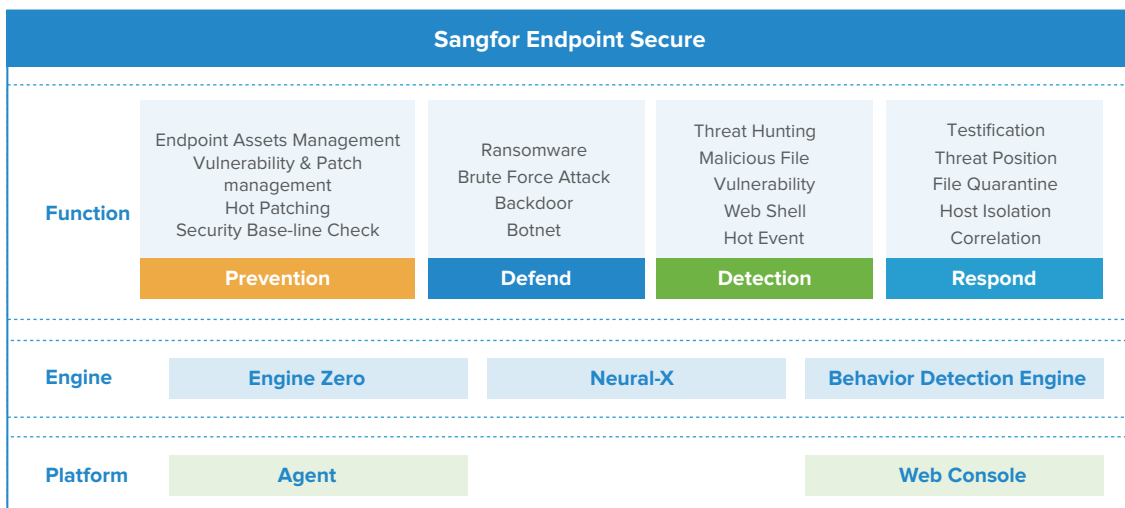 Sangfor Endpoint Secure
Function
Endpoint Assets Management
Vulnerability & Patch
management
Hot Patching
Security Base-line Check
Prevention
Ransomware
Brute Force Attack
Backdoor
Botnet
Defend
Threat Hunting
Malicious File
Vulnerability
Web Shell
Hot Event
Detection
Testification
Threat Position
File Quarantine
Host Isolation
Correlation
Respond
Engine
Engine Zero
Neural-X
Behavior Detection Engine
Platform
Agent
Web Console